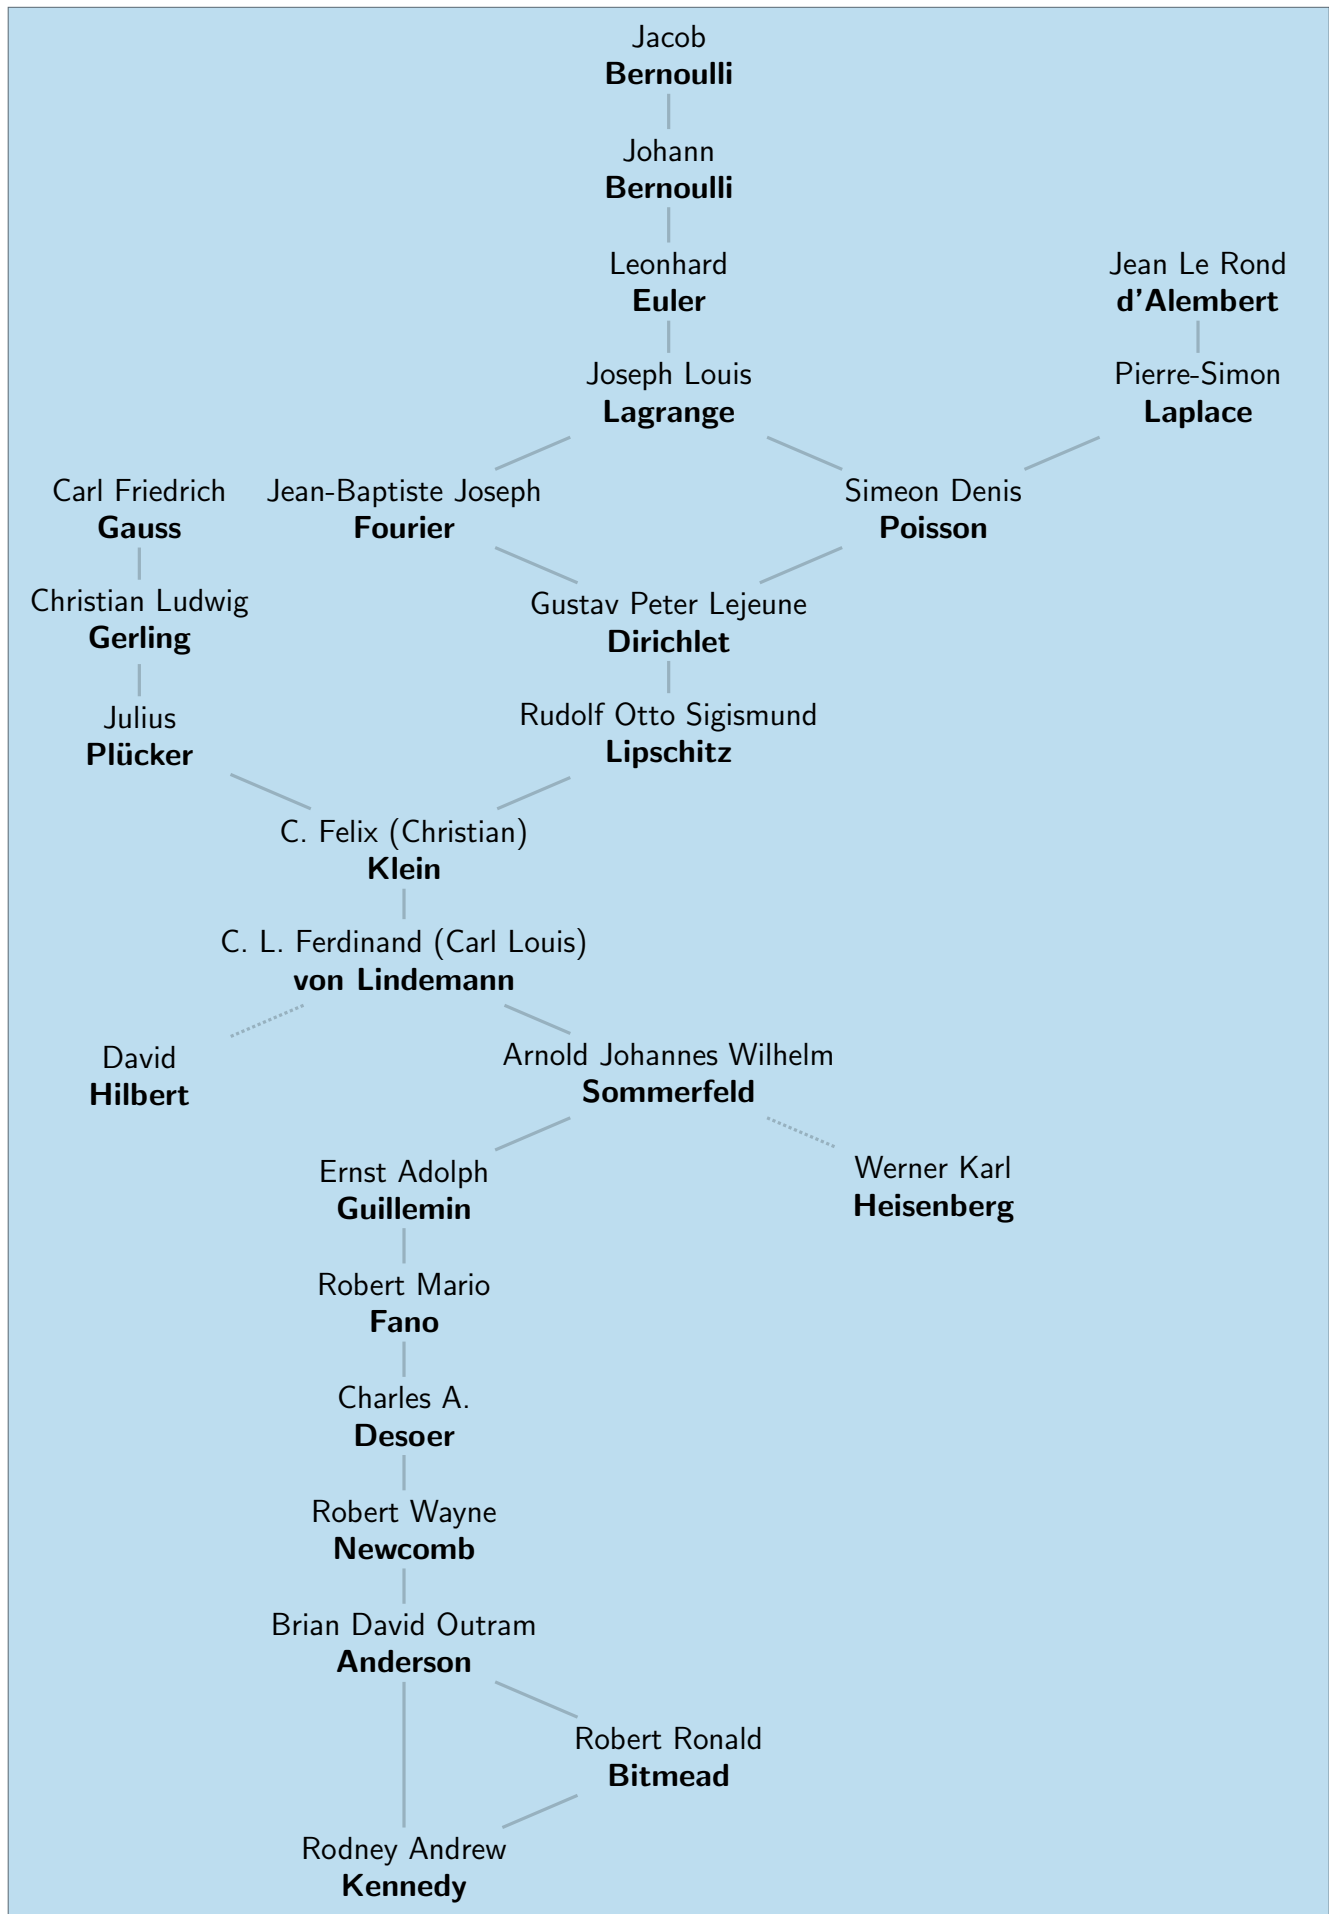 Jacob
Bernoulli
Johann
Bernoulli
Leonhard
Euler
Jean Le Rond
d'Alembert
Joseph Louis
Lagrange
Pierre-Simon
Laplace
Carl Friedrich
Gauss
Jean-Baptiste Joseph
Fourier
Simeon Denis
Poisson
Christian Ludwig
Gerling
Gustav Peter Lejeune
Dirichlet
Julius
Plücker
Rudolf Otto Sigismund
Lipschitz
C. Felix (Christian)
Klein
C. L. Ferdinand (Carl Louis)
von Lindemann
David
Hilbert
Arnold Johannes Wilhelm
Sommerfeld
Ernst Adolph
Guillemin
Werner Karl
Heisenberg
Robert Mario
Fano
Charles A.
Desoer
Robert Wayne
Newcomb
Brian David Outram
Anderson
Robert Ronald
Bitmead
Rodney Andrew
Kennedy